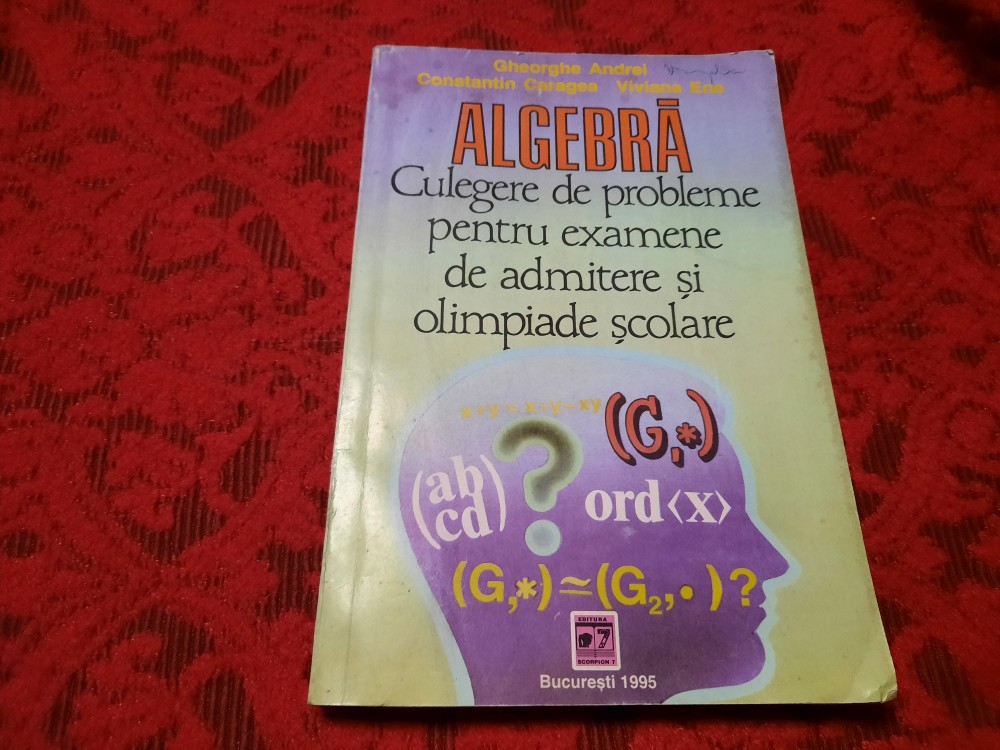 Gheorghe Andrei
Constantin Caragea Viviana Ene
ALGEBRĂ
Culegere de probleme
pentru examene
de admitere și
olimpiade școlare
(G,*)
(ab
cd)
?
ord⟨x⟩
(G,*)≃(G₂,·)?
EDITURA
7
SCORPION 7
București 1995